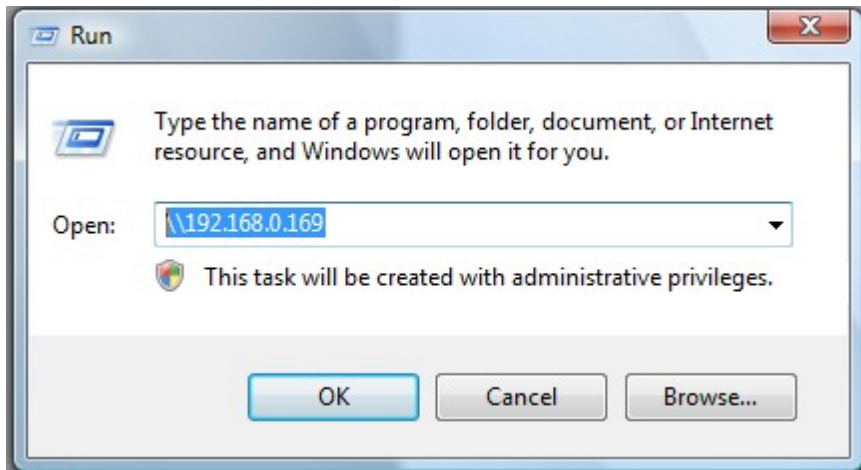 Run
Type the name of a program, folder, document, or Internet
resource, and Windows will open it for you.
Open: \\192.168.0.169
This task will be created with administrative privileges.
OK Cancel Browse...